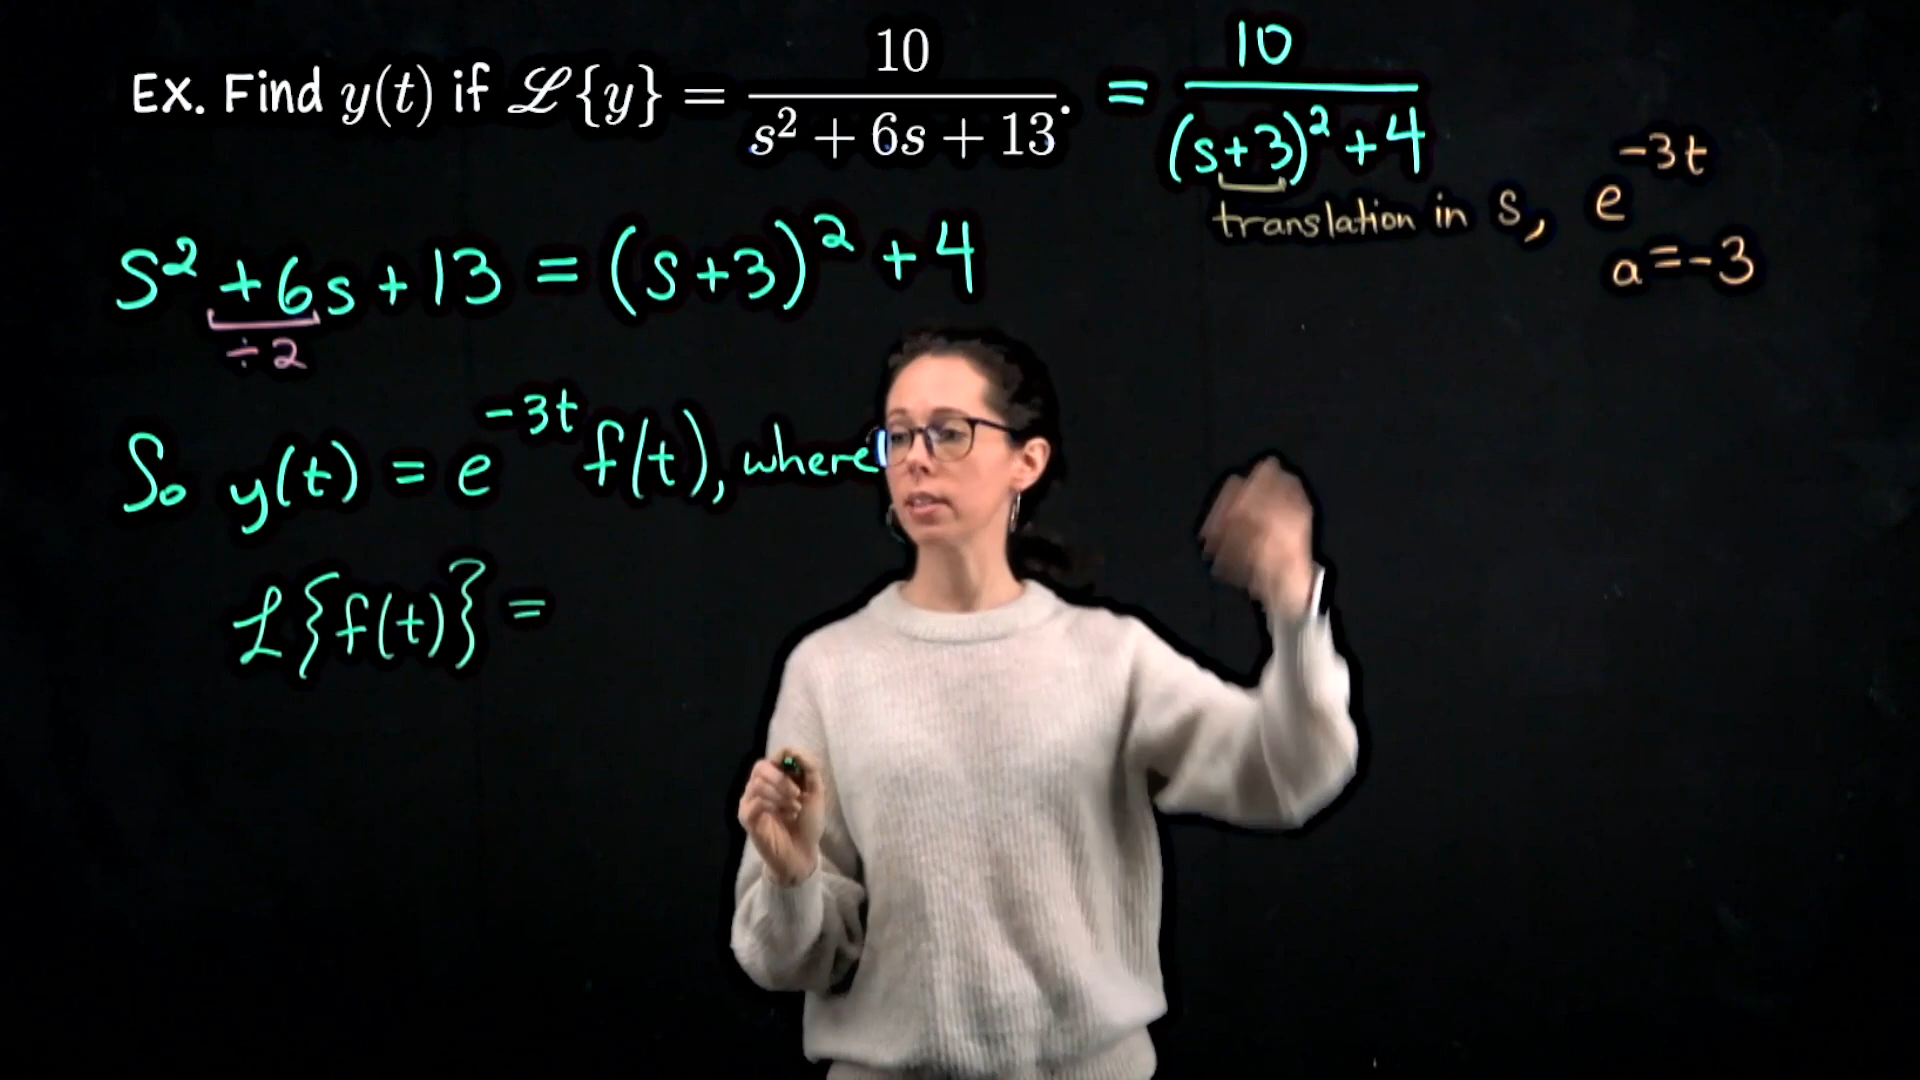 Ex. Find y(t) if ℒ{y} = 10 / (s² + 6s + 13). = 10 / ((s+3)² + 4)
translation in s, e^(-3t)
a = -3
s² + 6s + 13 = (s+3)² + 4
÷2
So y(t) = e^(-3t) f(t), where
ℒ{f(t)} =